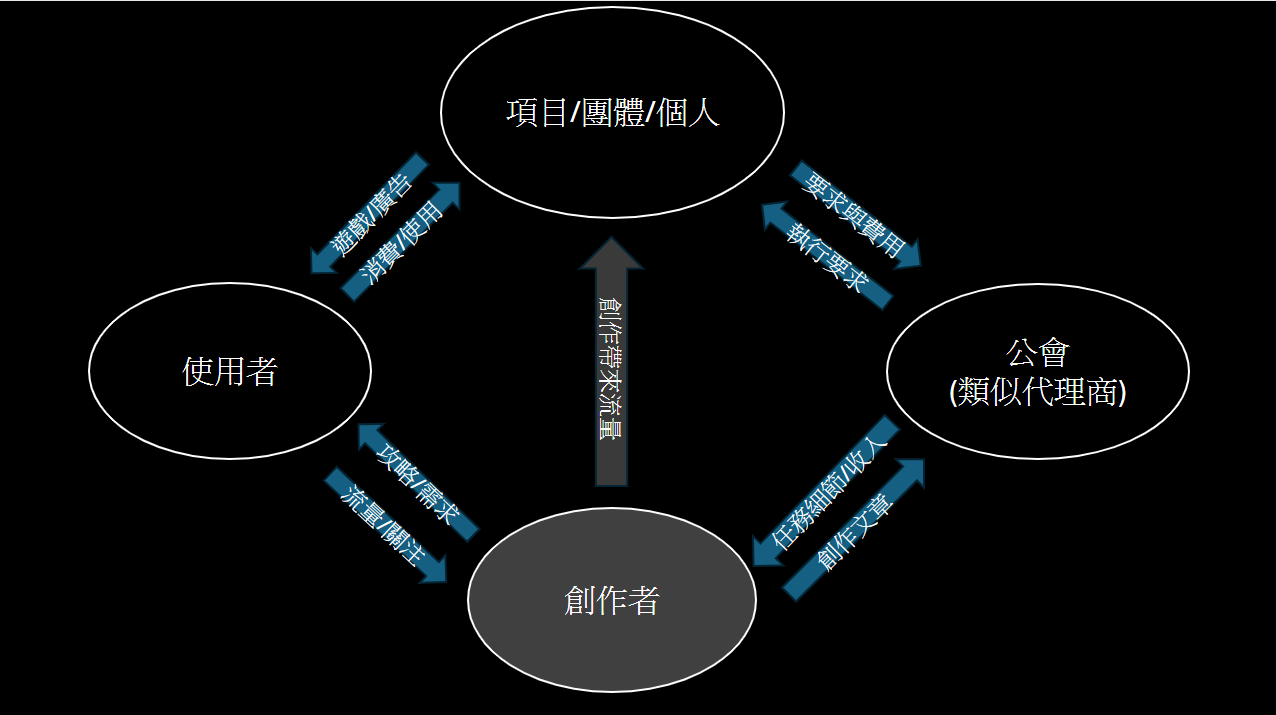 項目/團體/個人
遊戲/廣告
消費/使用
要求與費用
執行要求
創作帶來流量
使用者
公會
(類似代理商)
攻略/需求
流量/關注
任務細節/收入
創作文章
創作者